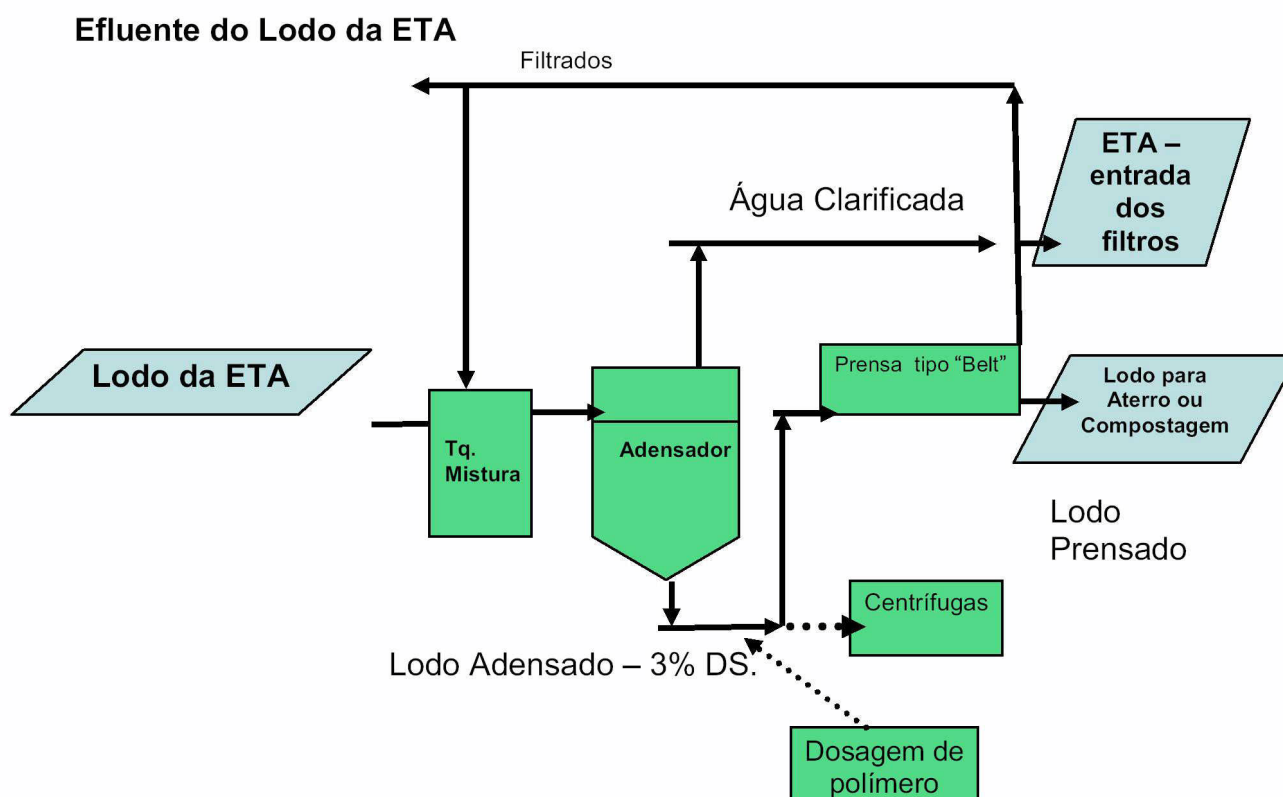 Efluente do Lodo da ETA
Filtrados
ETA –
entrada
dos
filtros
Água Clarificada
Lodo da ETA
Prensa tipo “Belt”
Lodo para
Aterro ou
Compostagem
Tq.
Mistura
Adensador
Lodo
Prensado
Centrífugas
Lodo Adensado – 3% DS.
Dosagem de
polímero